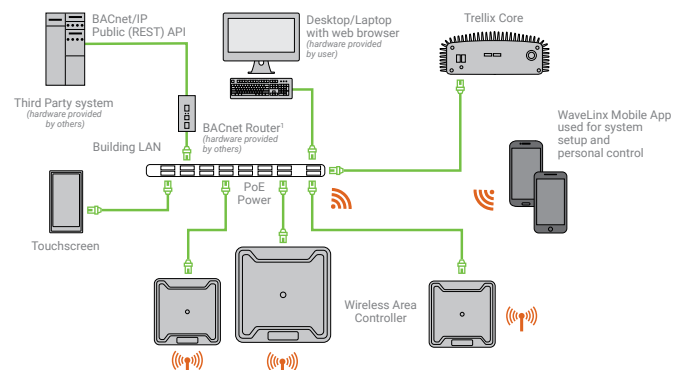 BACnet/IP
Public (REST) API
Desktop/Laptop
with web browser
(hardware provided
by user)
Trellix Core
Third Party system
(hardware provided
by others)
BACnet Router¹
(hardware provided
by others)
Building LAN
WaveLinx Mobile App
used for system
setup and
personal control
PoE
Power
Touchscreen
Wireless Area
Controller